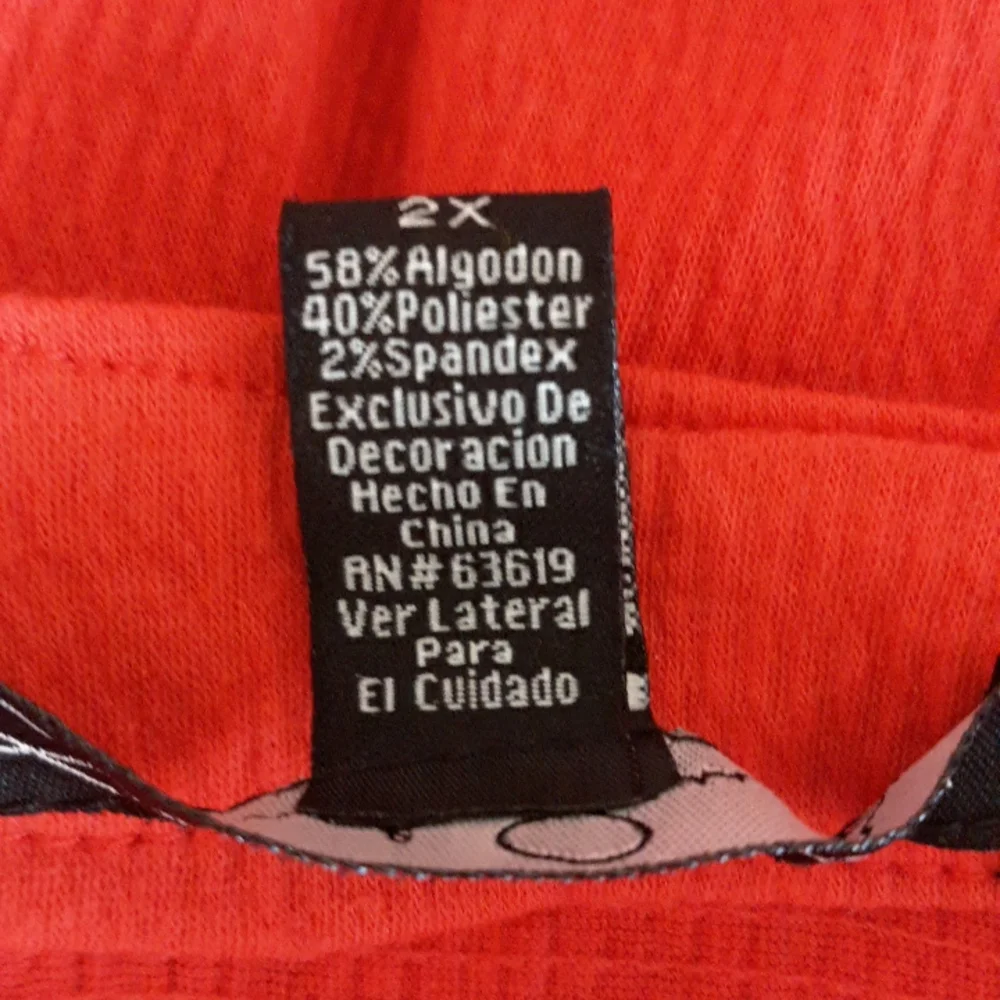 2X
58%Algodon
40%Poliester
2%Spandex
Exclusivo De
Decoracion
Hecho En
China
RN#63619
Ver Lateral
Para
El Cuidado